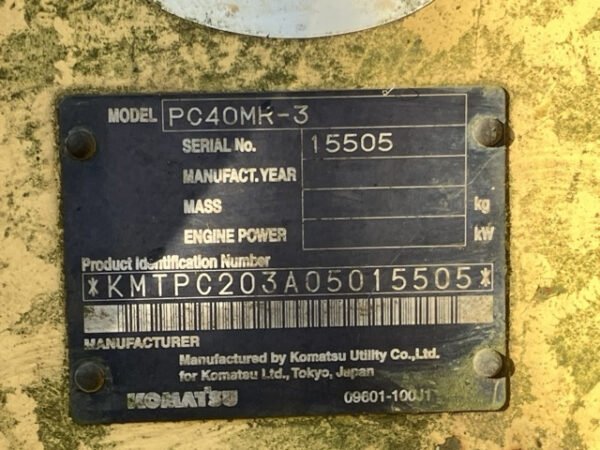 MODEL PC40MR-3
SERIAL No. 15505
MANUFACT. YEAR
MASS kg
ENGINE POWER kW
Product Identification Number
*KMTPC203A05015505*
MANUFACTURER
Manufactured by Komatsu Utility Co.,Ltd.
for Komatsu Ltd., Tokyo, Japan
KOMATSU 09601-100J1